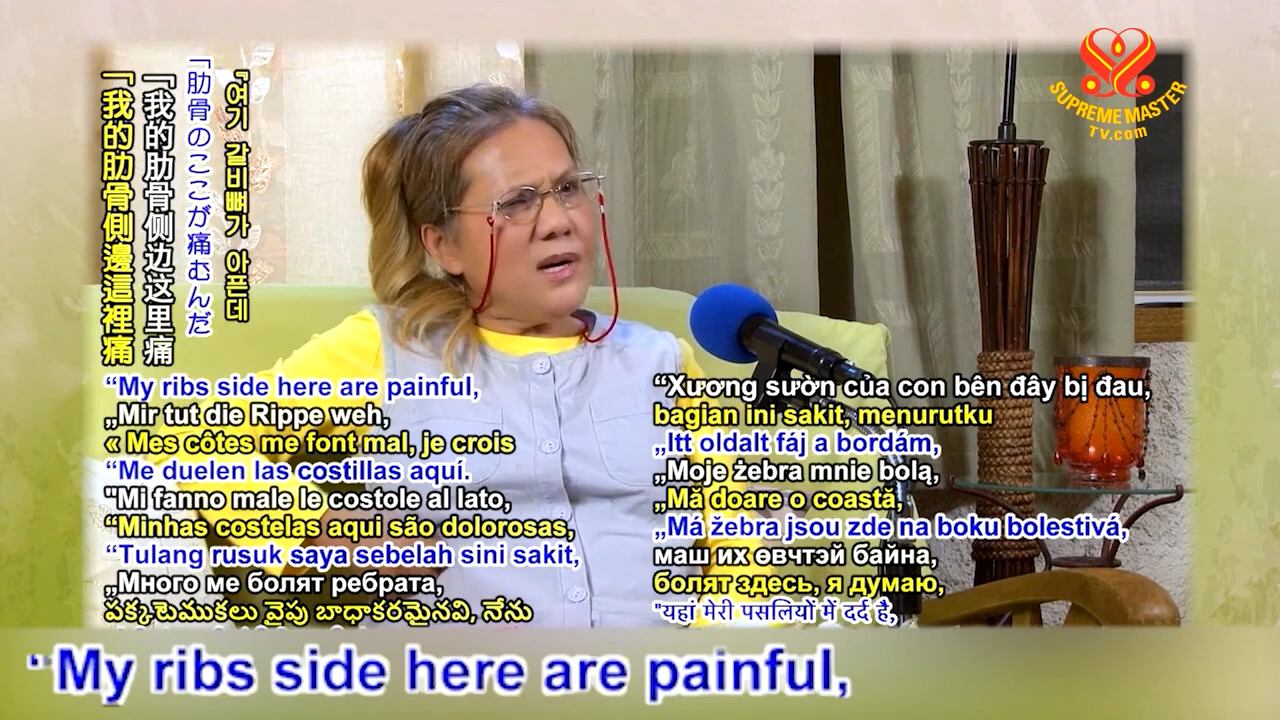 SUPREME MASTER
TV.com
『여기 갈비뼈가 아픈데
「肋骨のここが痛むんだ
「我的肋骨侧边这里痛
「我的肋骨側邊這裡痛
“My ribs side here are painful,
„Mir tut die Rippe weh,
« Mes côtes me font mal, je crois
“Me duelen las costillas aquí.
"Mi fanno male le costole al lato,
“Minhas costelas aqui são dolorosas,
“Tulang rusuk saya sebelah sini sakit,
„Много ме болят ребрата,
పక్కటెముకలు వైపు బాధాకరమైనవి, నేను
“Xương sườn của con bên đây bị đau,
bagian ini sakit, menurutku
„Itt oldalt fáj a bordám,
„Moje żebra mnie bolą,
„Mă doare o coastă,
„Má žebra jsou zde na boku bolestivá,
маш их өвчтэй байна,
болят здесь, я думаю,
"यहां मेरी पसलियों में दर्द है,
“My ribs side here are painful,